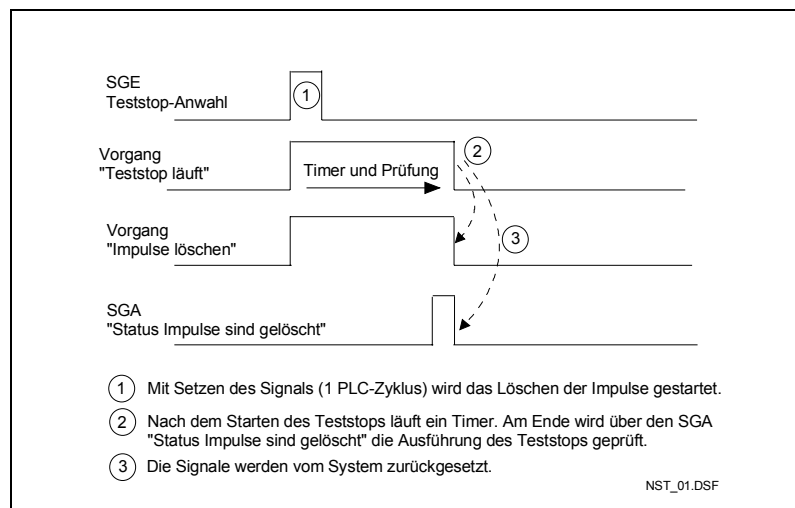 SGE
Teststop-Anwahl
1
Vorgang
"Teststop läuft"
Timer und Prüfung
2
Vorgang
"Impulse löschen"
3
SGA
"Status Impulse sind gelöscht"
1 Mit Setzen des Signals (1 PLC-Zyklus) wird das Löschen der Impulse gestartet.
2 Nach dem Starten des Teststops läuft ein Timer. Am Ende wird über den SGA
"Status Impulse sind gelöscht" die Ausführung des Teststops geprüft.
3 Die Signale werden vom System zurückgesetzt.
NST_01.DSF